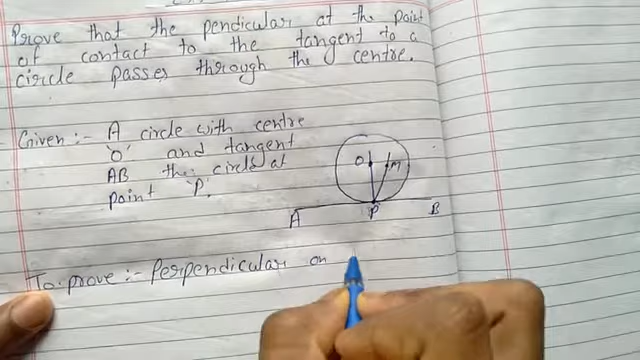 Prove that the pendicular at the point
of contact to the tangent to a
circle passes through the centre.
Given :- A circle with centre
'O' and tangent
AB the circle at
point 'P'.
O M
A P B
To prove :- Perpendicular on